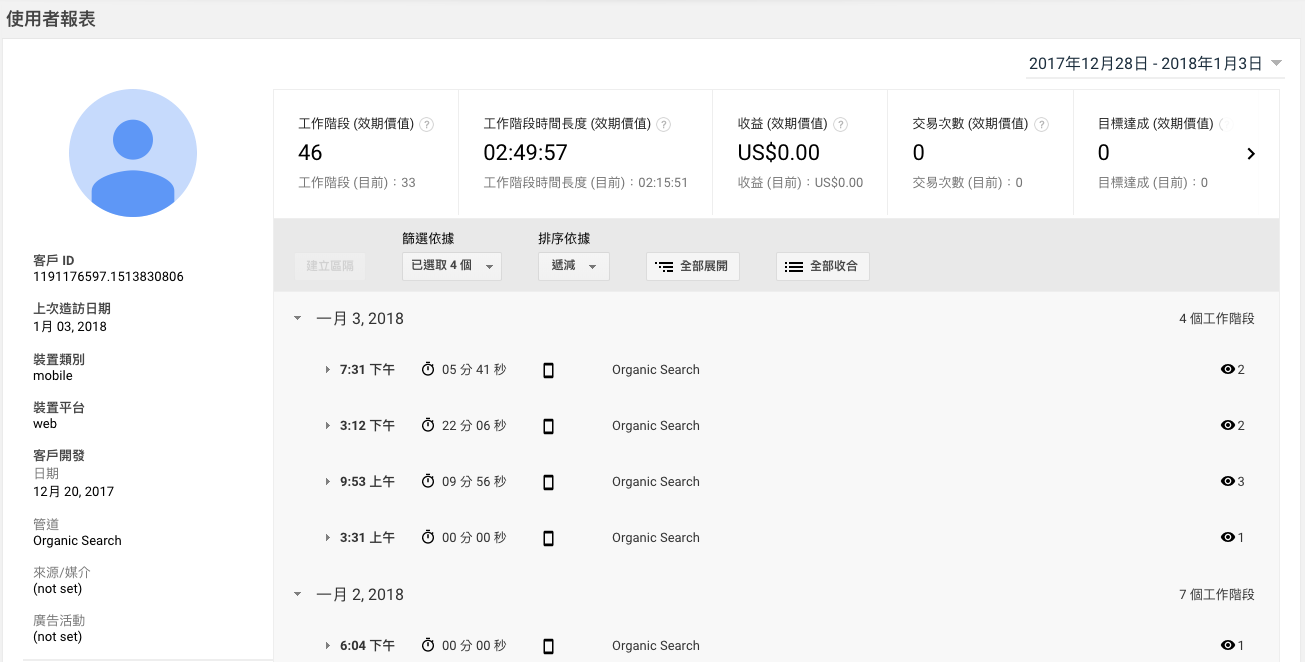 使用者報表
2017年12月28日 - 2018年1月3日
工作階段 (效期價值) ?
46
工作階段 (目前)：33
工作階段時間長度 (效期價值) ?
02:49:57
工作階段時間長度 (目前)：02:15:51
收益 (效期價值) ?
US$0.00
收益 (目前)：US$0.00
交易次數 (效期價值) ?
0
交易次數 (目前)：0
目標達成 (效期價值)
0
目標達成 (目前)：0
客戶 ID
1191176597.1513830806
上次造訪日期
1月 03, 2018
裝置類別
mobile
裝置平台
web
客戶開發
日期
12月 20, 2017
管道
Organic Search
來源/媒介
(not set)
廣告活動
(not set)
建立區隔
篩選依據
已選取 4 個
排序依據
遞減
全部展開
全部收合
一月 3, 2018 4 個工作階段
7:31 下午 05 分 41 秒 Organic Search 2
3:12 下午 22 分 06 秒 Organic Search 2
9:53 上午 09 分 56 秒 Organic Search 3
3:31 上午 00 分 00 秒 Organic Search 1
一月 2, 2018 7 個工作階段
6:04 下午 00 分 00 秒 Organic Search 1